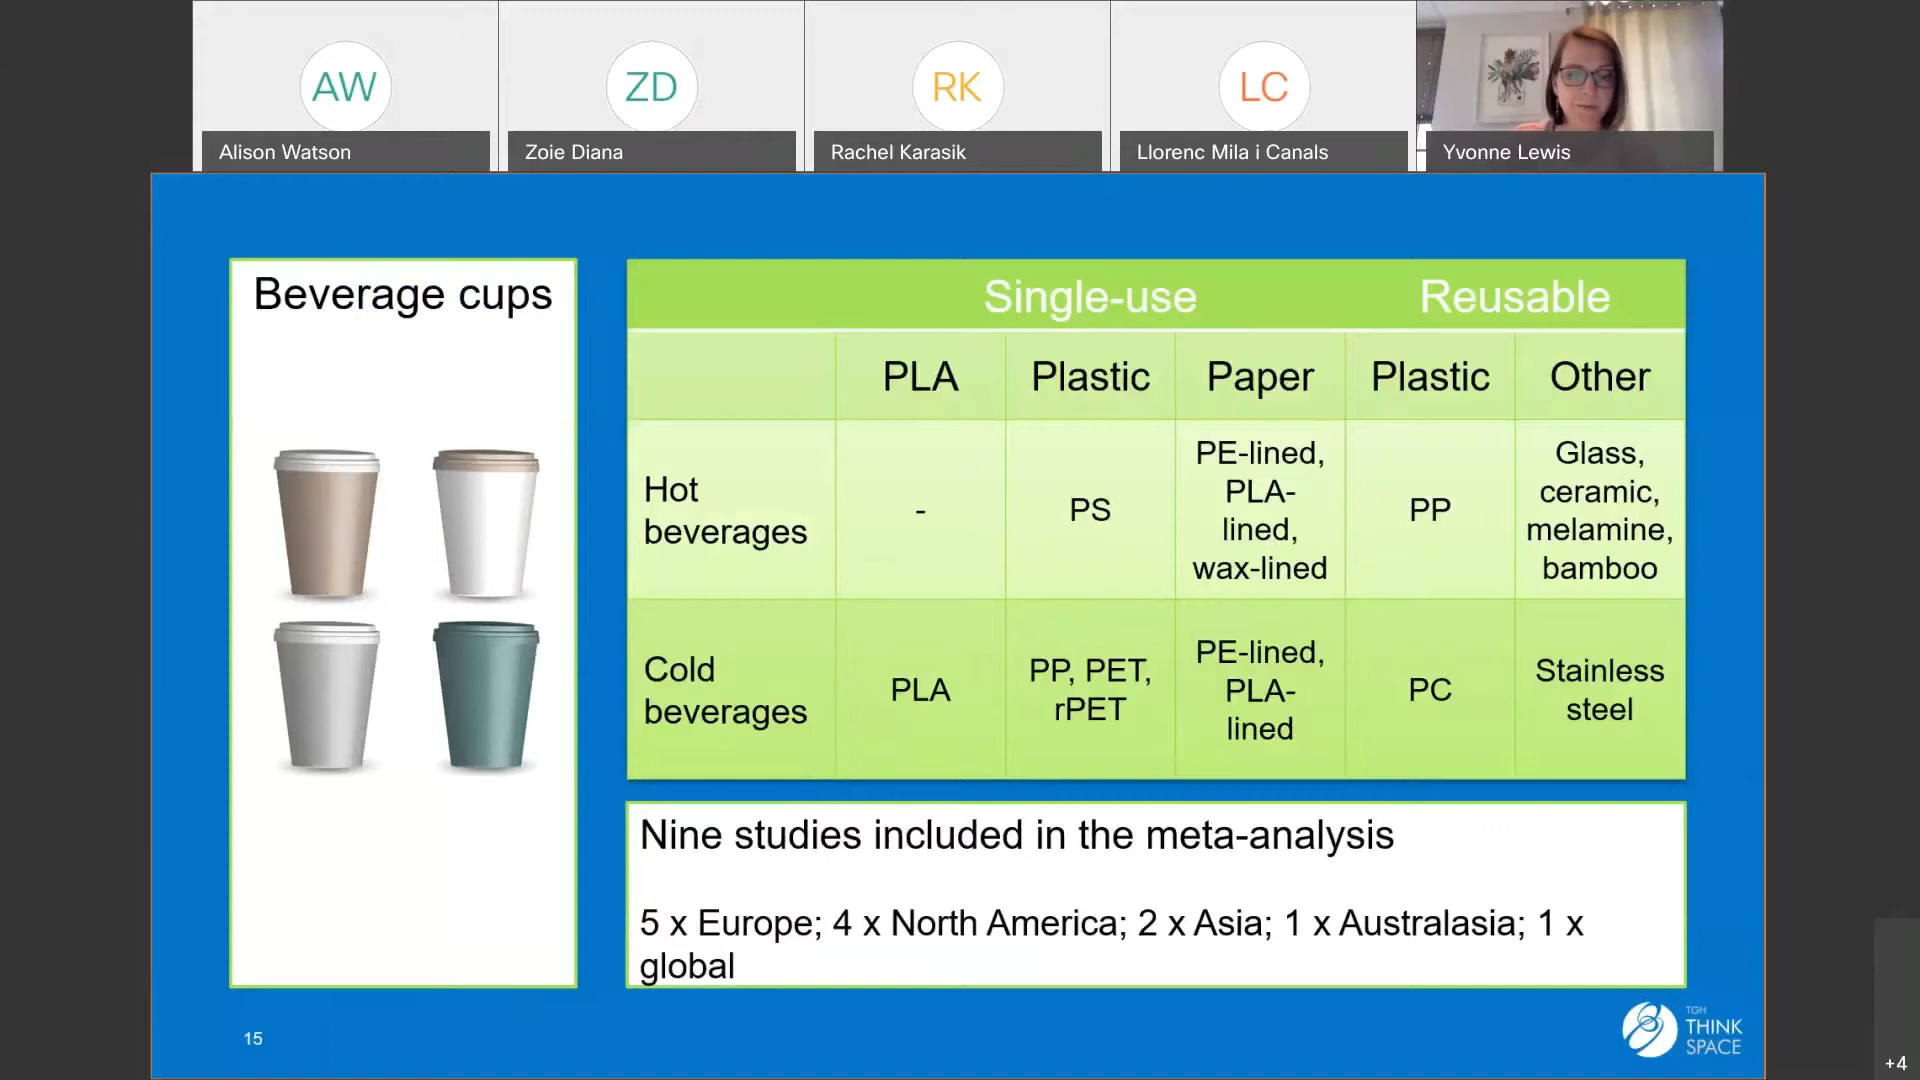 AW
ZD
RK
LC
Alison Watson
Zoie Diana
Rachel Karasik
Llorenc Mila i Canals
Yvonne Lewis
Beverage cups
Single-use
Reusable
PLA
Plastic
Paper
Plastic
Other
Hot
beverages
-
PS
PE-lined,
PLA-
lined,
wax-lined
PP
Glass,
ceramic,
melamine,
bamboo
Cold
beverages
PLA
PP, PET,
rPET
PE-lined,
PLA-
lined
PC
Stainless
steel
Nine studies included in the meta-analysis
5 x Europe; 4 x North America; 2 x Asia; 1 x Australasia; 1 x
global
15
TGH
THINK
SPACE
+4